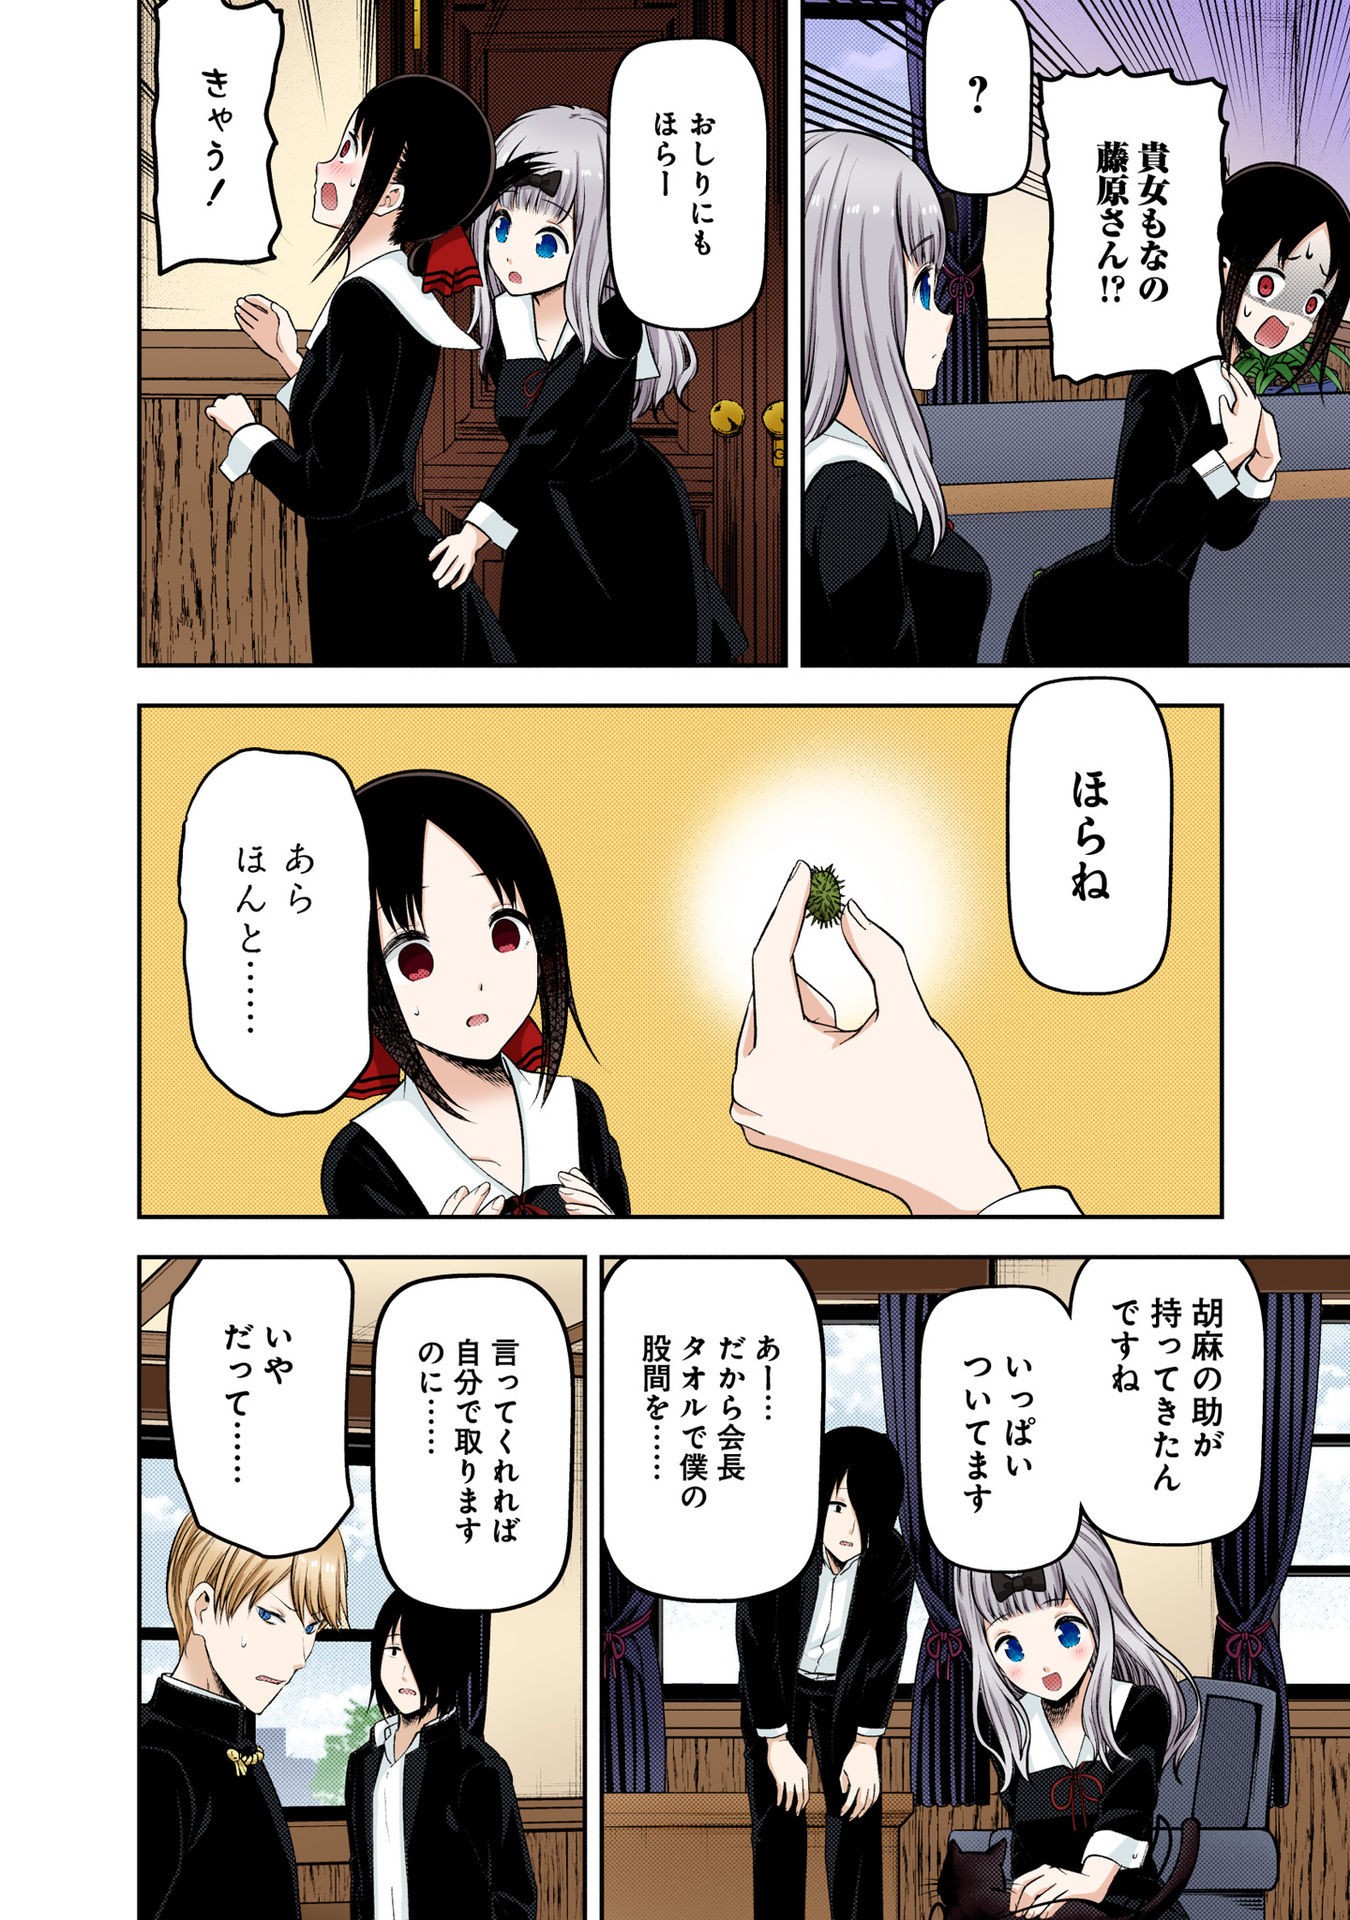 貴女もなの
藤原さん!?
?
おしりにも
ほらー
きゃう!
ほらね
あら
ほんと……
胡麻の助が
持ってきたん
ですね
いっぱい
ついてます
あー…
だから会長
タオルで僕の
股間を……
言ってくれれば
自分で取ります
のに……
いや
だって……